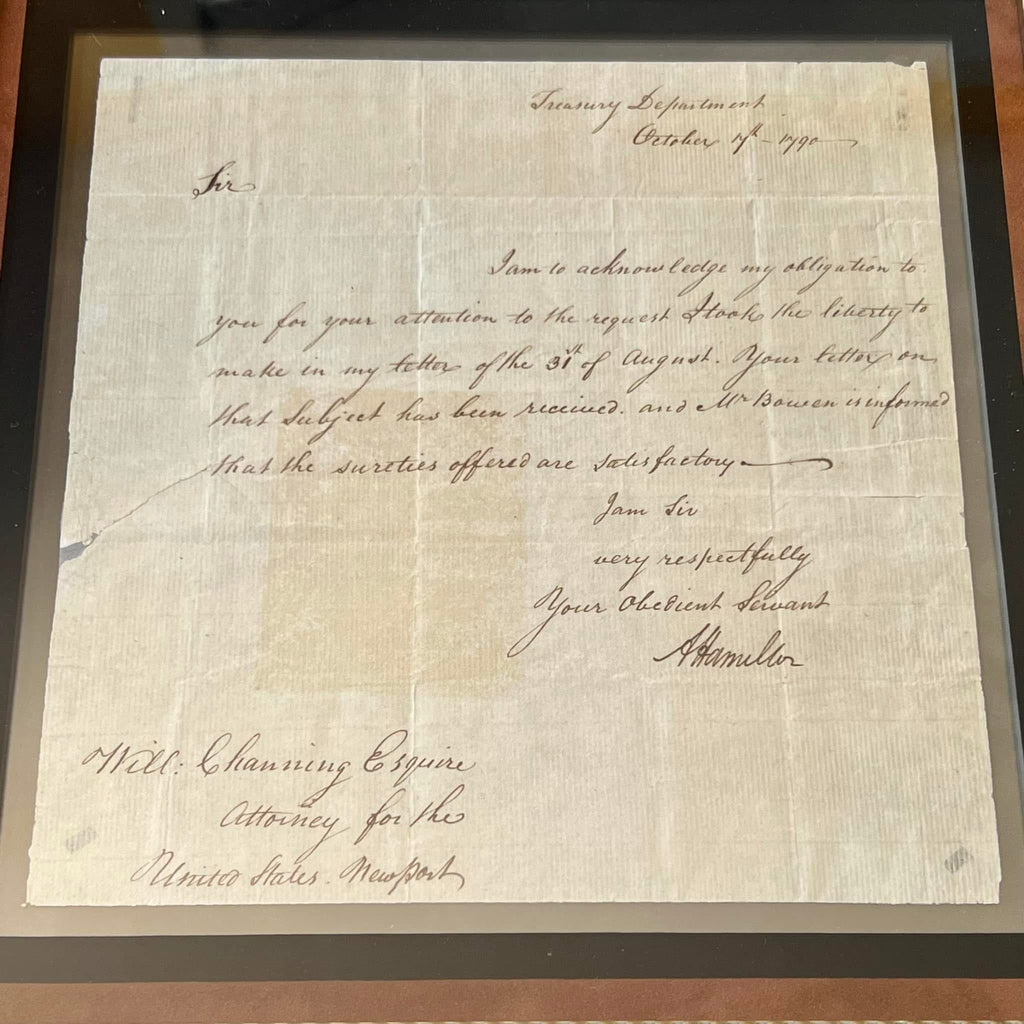 Treasury Department
October 17th - 1790
Sir
I am to acknowledge my obligation to
you for your attention to the request I took the liberty to
make in my letter of the 31st of August. Your letter on
that Subject has been received. and Mr Bowen is informed
that the sureties offered are satisfactory
I am Sir
very respectfully
Your Obedient Servant
A Hamilton
Will: Channing Esquire
Attorney for the
United States. Newport